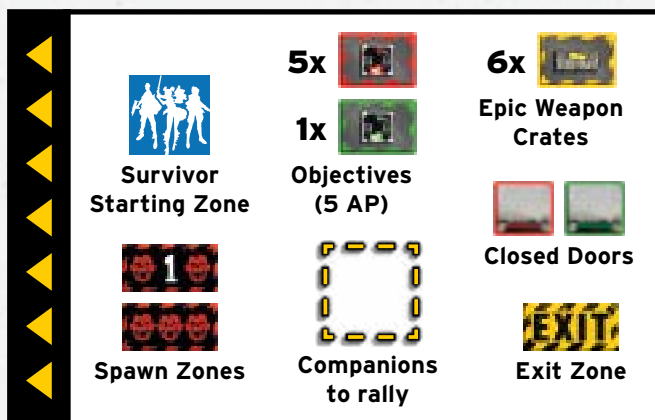 Survivor
Starting Zone
1
Spawn Zones
5x
1x
Objectives
(5 AP)
Companions
to rally
6x
Epic Weapon
Crates
Closed Doors
EXIT
Exit Zone